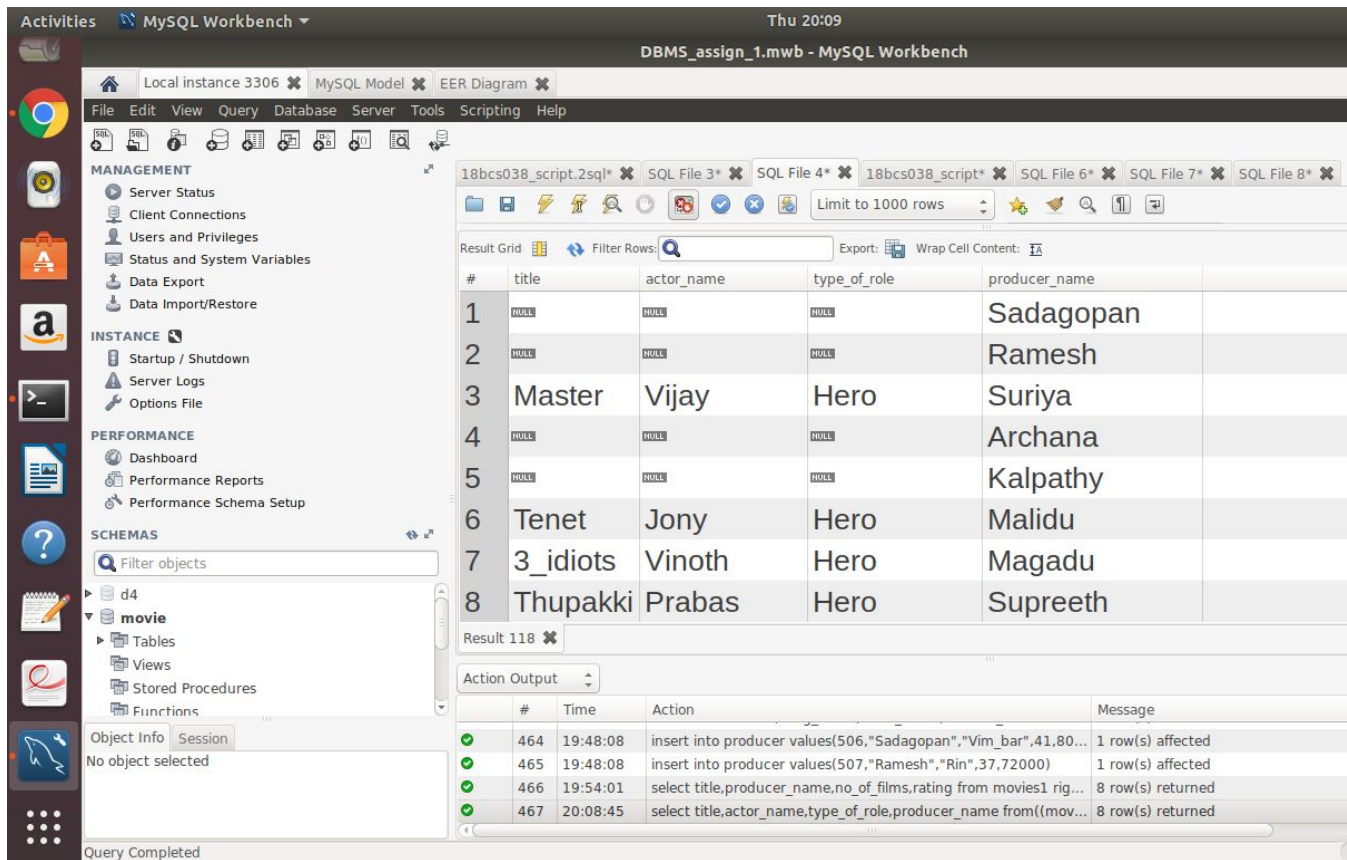 Activities MySQL Workbench Thu 20:09
DBMS_assign_1.mwb - MySQL Workbench
Local instance 3306 MySQL Model EER Diagram
File Edit View Query Database Server Tools Scripting Help
MANAGEMENT
Server Status
Client Connections
Users and Privileges
Status and System Variables
Data Export
Data Import/Restore
INSTANCE
Startup / Shutdown
Server Logs
Options File
PERFORMANCE
Dashboard
Performance Reports
Performance Schema Setup
SCHEMAS
Filter objects
d4
movie
Tables
Views
Stored Procedures
Functions
Object Info Session
No object selected
18bcs038_script.2sql* SQL File 3* SQL File 4* 18bcs038_script* SQL File 6* SQL File 7* SQL File 8*
Limit to 1000 rows
Result Grid Filter Rows: Export: Wrap Cell Content:
# title actor_name type_of_role producer_name
1 NULL NULL NULL Sadagopan
2 NULL NULL NULL Ramesh
3 Master Vijay Hero Suriya
4 NULL NULL NULL Archana
5 NULL NULL NULL Kalpathy
6 Tenet Jony Hero Malidu
7 3_idiots Vinoth Hero Magadu
8 Thupakki Prabas Hero Supreeth
Result 118
Action Output
# Time Action Message
464 19:48:08 insert into producer values(506,"Sadagopan","Vim_bar",41,80... 1 row(s) affected
465 19:48:08 insert into producer values(507,"Ramesh","Rin",37,72000) 1 row(s) affected
466 19:54:01 select title,producer_name,no_of_films,rating from movies1 rig... 8 row(s) returned
467 20:08:45 select title,actor_name,type_of_role,producer_name from((mov... 8 row(s) returned
Query Completed